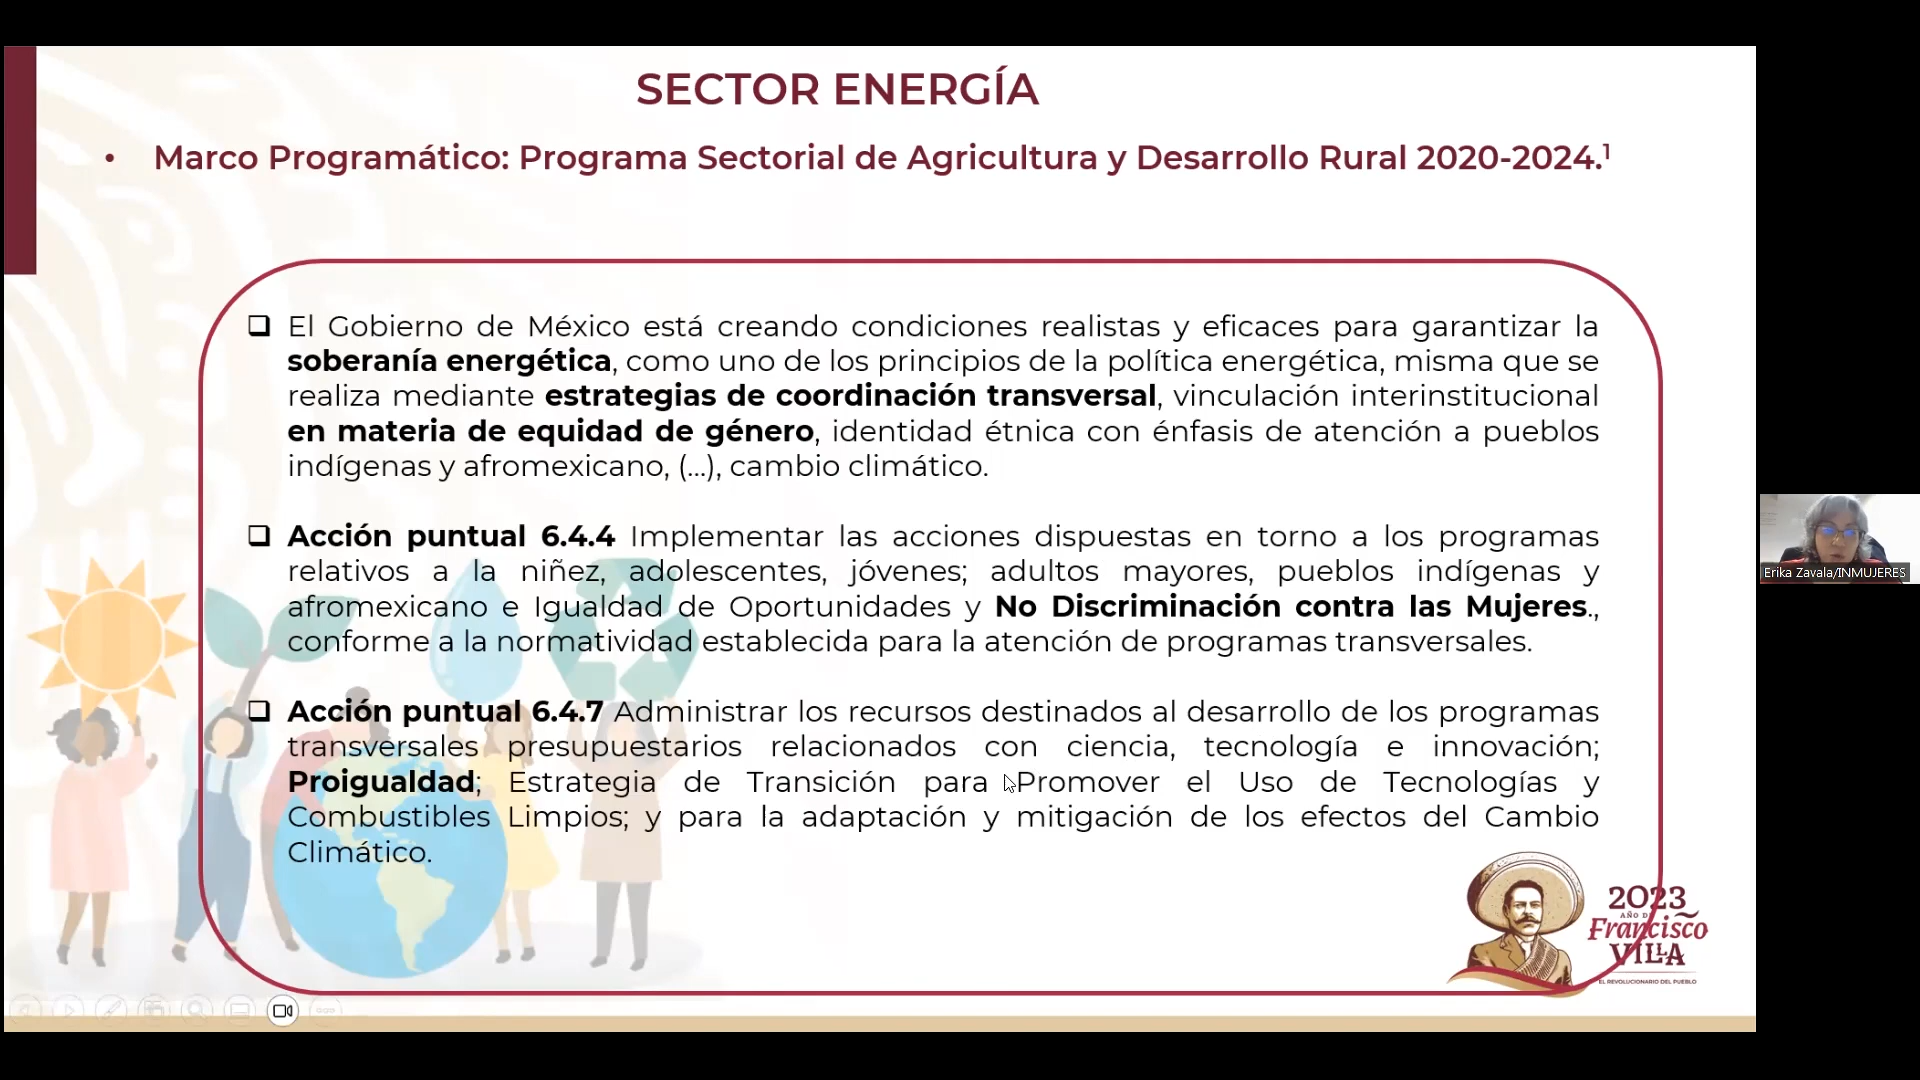 SECTOR ENERGÍA
• Marco Programático: Programa Sectorial de Agricultura y Desarrollo Rural 2020-2024.¹
❑ El Gobierno de México está creando condiciones realistas y eficaces para garantizar la
soberanía energética, como uno de los principios de la política energética, misma que se
realiza mediante estrategias de coordinación transversal, vinculación interinstitucional
en materia de equidad de género, identidad étnica con énfasis de atención a pueblos
indígenas y afromexicano, (...), cambio climático.
❑ Acción puntual 6.4.4 Implementar las acciones dispuestas en torno a los programas
relativos a la niñez, adolescentes, jóvenes; adultos mayores, pueblos indígenas y
afromexicano e Igualdad de Oportunidades y No Discriminación contra las Mujeres.,
conforme a la normatividad establecida para la atención de programas transversales.
❑ Acción puntual 6.4.7 Administrar los recursos destinados al desarrollo de los programas
transversales presupuestarios relacionados con ciencia, tecnología e innovación;
Proigualdad; Estrategia de Transición para Promover el Uso de Tecnologías y
Combustibles Limpios; y para la adaptación y mitigación de los efectos del Cambio
Climático.
2023
AÑO DE
Francisco
VILLA
EL REVOLUCIONARIO DEL PUEBLO
Erika Zavala/INMUJERES